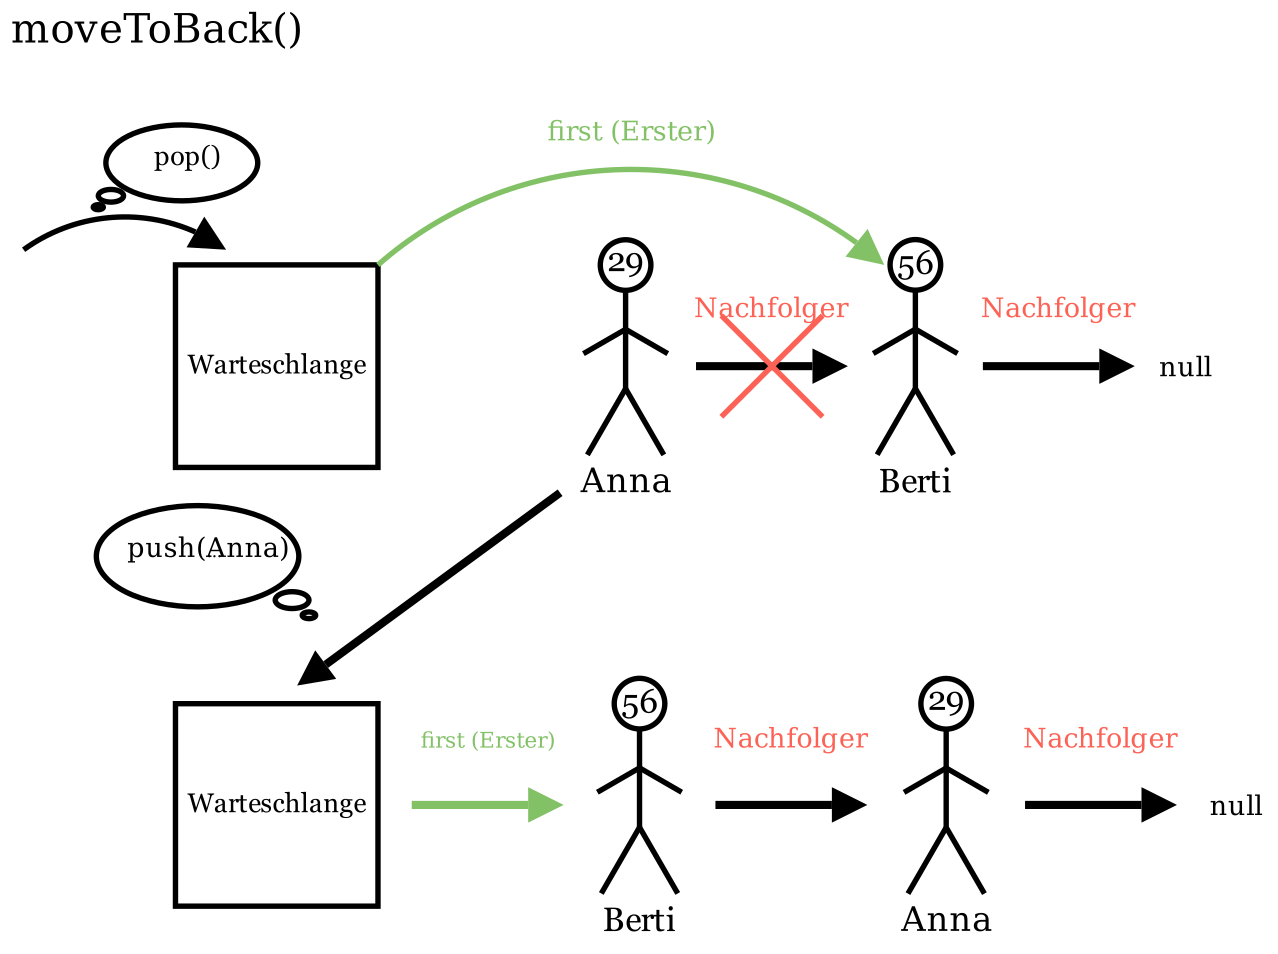 moveToBack()
first (Erster)
pop()
29
56
Nachfolger
Nachfolger
Warteschlange
null
Anna
Berti
push(Anna)
56
29
first (Erster)
Nachfolger
Nachfolger
Warteschlange
null
Berti
Anna